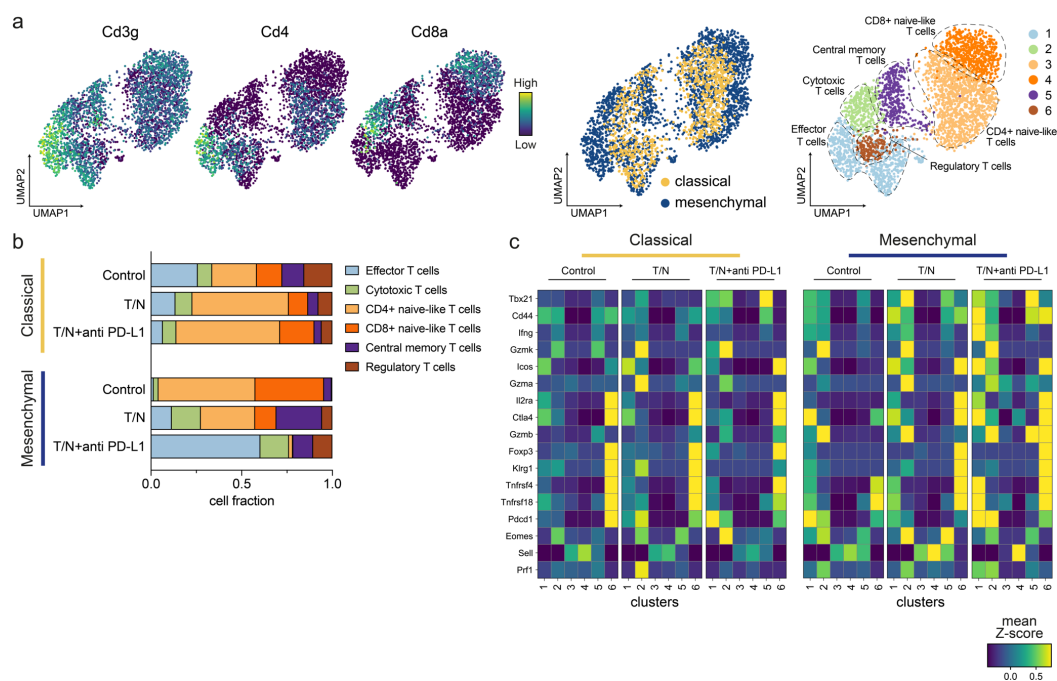 a
Cd3g
Cd4
Cd8a
High
Low
UMAP2
UMAP1
UMAP2
UMAP1
classical
mesenchymal
CD8+ naive-like
T cells
Central memory
T cells
Cytotoxic
T cells
Effector
T cells
CD4+ naive-like
T cells
Regulatory T cells
UMAP2
UMAP1
1
2
3
4
5
6
b
Classical
Control
T/N
T/N+anti PD-L1
Mesenchymal
Control
T/N
T/N+anti PD-L1
0.0
0.5
1.0
cell fraction
Effector T cells
Cytotoxic T cells
CD4+ naive-like T cells
CD8+ naive-like T cells
Central memory T cells
Regulatory T cells
c
Classical
Mesenchymal
Control T/N T/N+anti PD-L1 Control T/N T/N+anti PD-L1
Tbx21
Cd44
Ifng
Gzmk
Icos
Gzma
Il2ra
Ctla4
Gzmb
Foxp3
Klrg1
Tnfrsf4
Tnfrsf18
Pdcd1
Eomes
Sell
Prf1
1 2 3 4 5 6 1 2 3 4 5 6 1 2 3 4 5 6 1 2 3 4 5 6 1 2 3 4 5 6 1 2 3 4 5 6
clusters
clusters
mean
Z-score
0.0 0.5